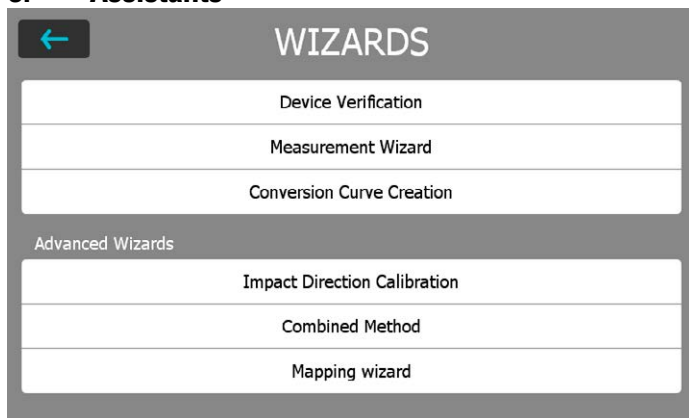 WIZARDS
Device Verification
Measurement Wizard
Conversion Curve Creation
Advanced Wizards
Impact Direction Calibration
Combined Method
Mapping wizard